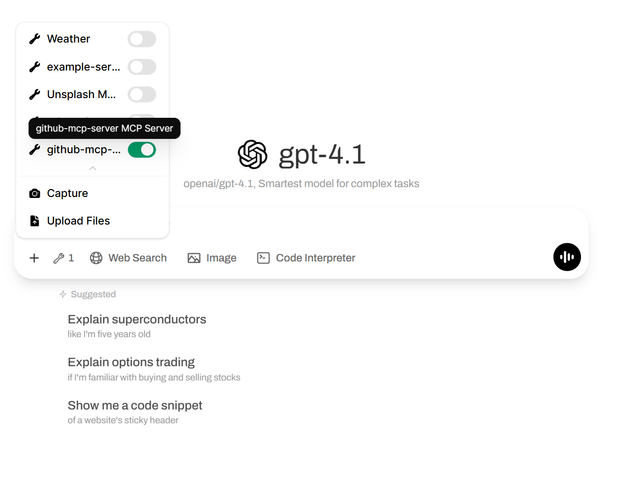 Weather
example-ser...
Unsplash M...
github-mcp-server MCP Server
github-mcp-...
Capture
Upload Files
gpt-4.1
openai/gpt-4.1, Smartest model for complex tasks
1
Web Search
Image
Code Interpreter
Suggested
Explain superconductors
like I'm five years old
Explain options trading
if I'm familiar with buying and selling stocks
Show me a code snippet
of a website's sticky header